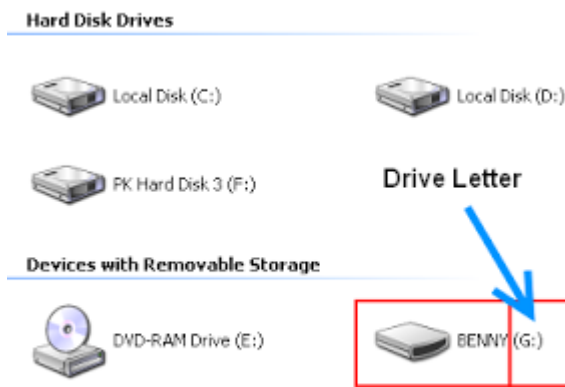 Hard Disk Drives
Local Disk (C:)
Local Disk (D:)
PK Hard Disk 3 (F:)
Drive Letter
Devices with Removable Storage
DVD-RAM Drive (E:)
BENNY (G:)